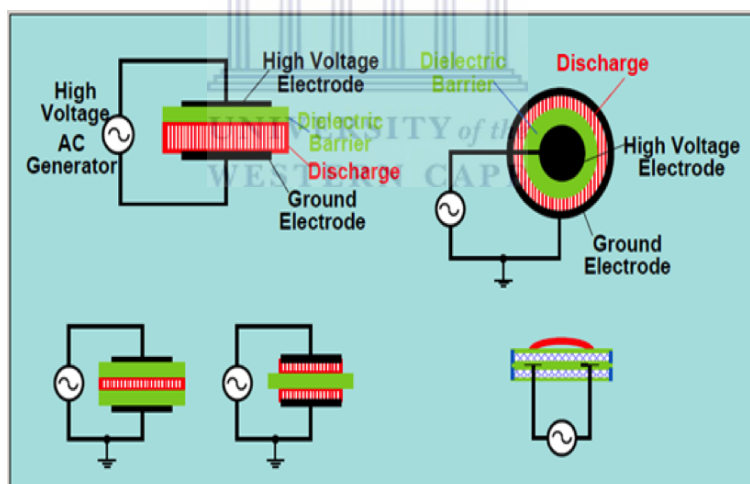 High Voltage
Electrode
High
Voltage
AC
Generator
Dielectric
Barrier
Discharge
Ground
Electrode
Dielectric
Barrier
Discharge
High Voltage
Electrode
Ground
Electrode
UNIVERSITY of the
WESTERN CAP